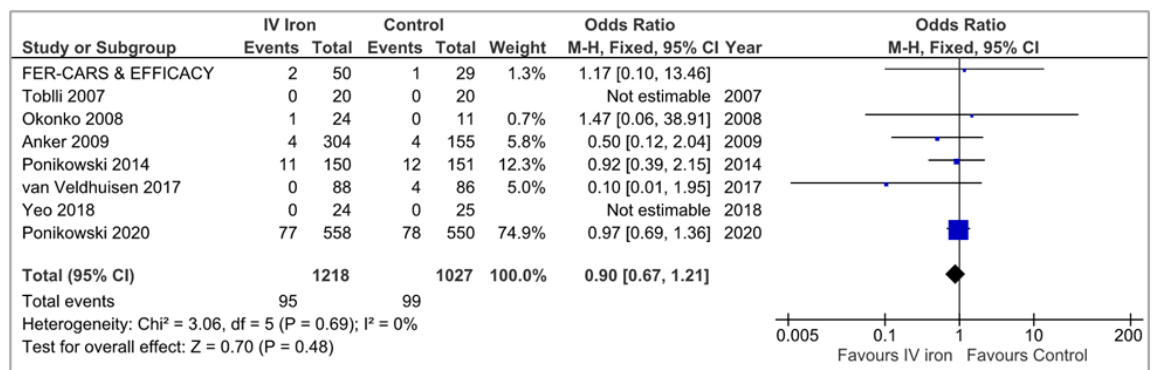 IV Iron Control Odds Ratio Odds Ratio
Study or Subgroup Events Total Events Total Weight M-H, Fixed, 95% CI Year M-H, Fixed, 95% CI
FER-CARS & EFFICACY 2 50 1 29 1.3% 1.17 [0.10, 13.46]
Toblli 2007 0 20 0 20 Not estimable 2007
Okonko 2008 1 24 0 11 0.7% 1.47 [0.06, 38.91] 2008
Anker 2009 4 304 4 155 5.8% 0.50 [0.12, 2.04] 2009
Ponikowski 2014 11 150 12 151 12.3% 0.92 [0.39, 2.15] 2014
van Veldhuisen 2017 0 88 4 86 5.0% 0.10 [0.01, 1.95] 2017
Yeo 2018 0 24 0 25 Not estimable 2018
Ponikowski 2020 77 558 78 550 74.9% 0.97 [0.69, 1.36] 2020
Total (95% CI) 1218 1027 100.0% 0.90 [0.67, 1.21]
Total events 95 99
Heterogeneity: Chi² = 3.06, df = 5 (P = 0.69); I² = 0%
Test for overall effect: Z = 0.70 (P = 0.48)
0.005 0.1 1 10 200
Favours IV iron Favours Control